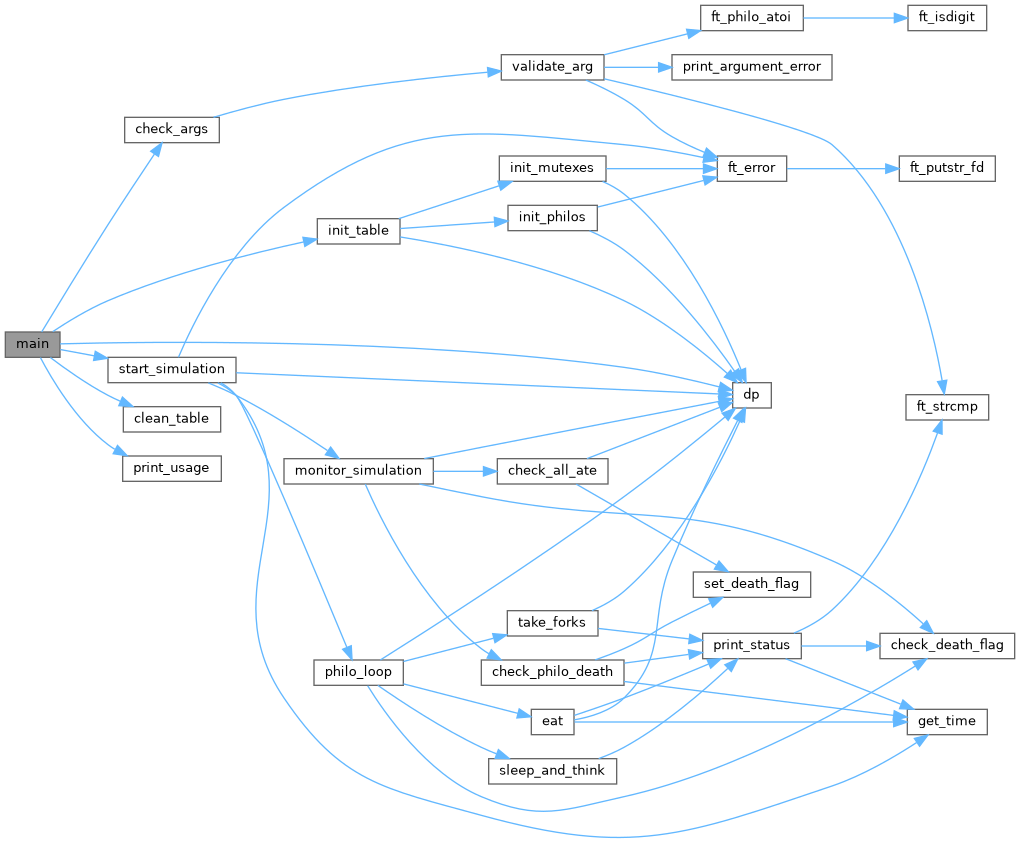 ft_philo_atoi
ft_isdigit
validate_arg
print_argument_error
check_args
init_mutexes
ft_error
ft_putstr_fd
init_philos
init_table
main
start_simulation
dp
clean_table
ft_strcmp
print_usage
monitor_simulation
check_all_ate
set_death_flag
take_forks
print_status
check_death_flag
philo_loop
check_philo_death
eat
get_time
sleep_and_think